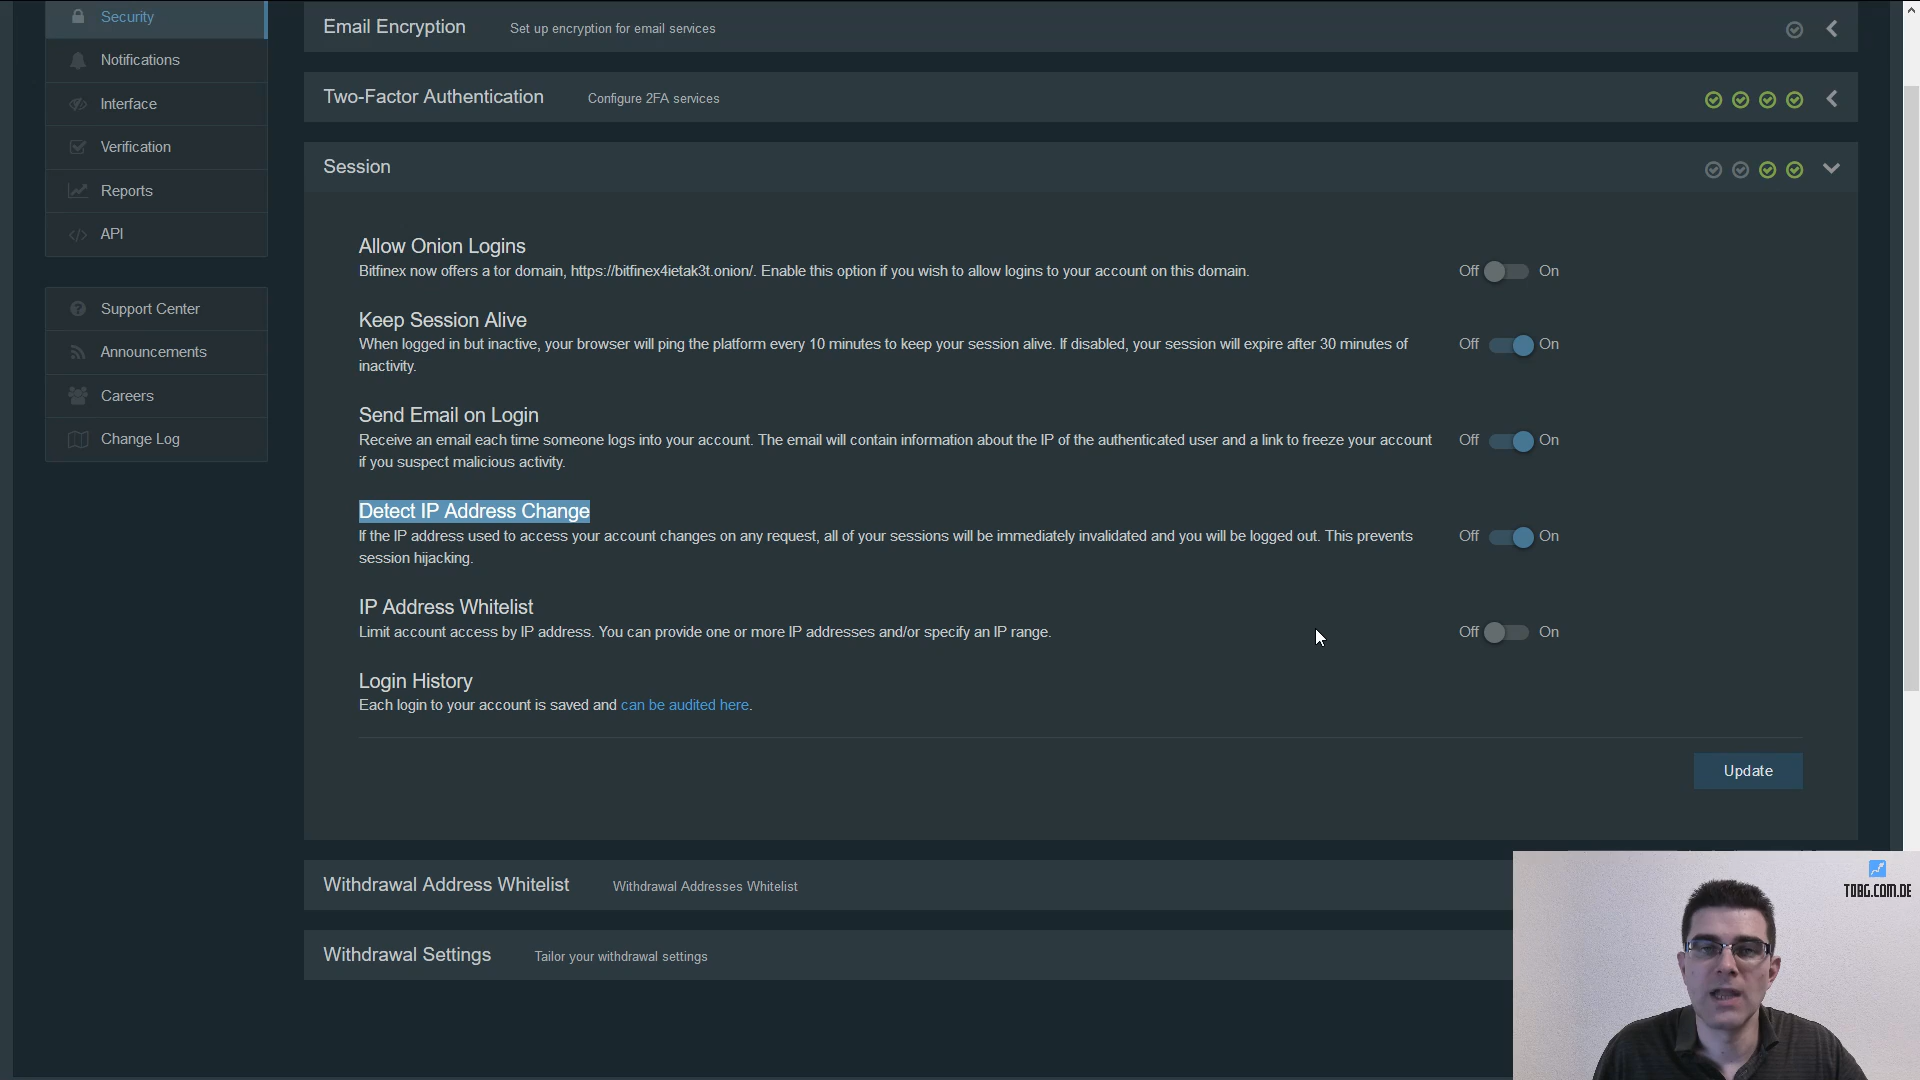 Security
Notifications
Interface
Verification
Reports
API
Support Center
Announcements
Careers
Change Log
Email Encryption Set up encryption for email services
Two-Factor Authentication Configure 2FA services
Session
Allow Onion Logins
Bitfinex now offers a tor domain, https://bitfinex4ietak3t.onion/. Enable this option if you wish to allow logins to your account on this domain.
Off On
Keep Session Alive
When logged in but inactive, your browser will ping the platform every 10 minutes to keep your session alive. If disabled, your session will expire after 30 minutes of
inactivity.
Off On
Send Email on Login
Receive an email each time someone logs into your account. The email will contain information about the IP of the authenticated user and a link to freeze your account
if you suspect malicious activity.
Off On
Detect IP Address Change
If the IP address used to access your account changes on any request, all of your sessions will be immediately invalidated and you will be logged out. This prevents
session hijacking.
Off On
IP Address Whitelist
Limit account access by IP address. You can provide one or more IP addresses and/or specify an IP range.
Off On
Login History
Each login to your account is saved and can be audited here.
Update
Withdrawal Address Whitelist Withdrawal Addresses Whitelist
Withdrawal Settings Tailor your withdrawal settings
TOBG.COM.DE